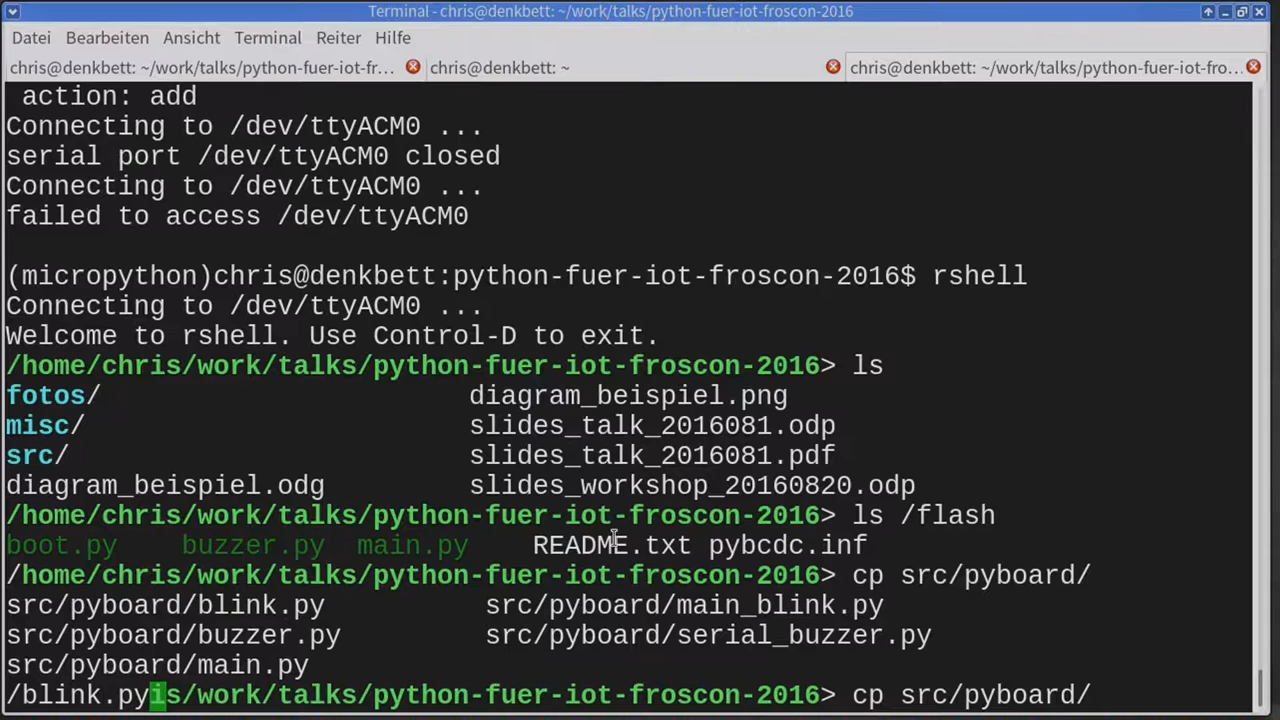 Terminal - chris@denkbett: ~/work/talks/python-fuer-iot-froscon-2016
Datei Bearbeiten Ansicht Terminal Reiter Hilfe
chris@denkbett: ~/work/talks/python-fuer-iot-fr... chris@denkbett: ~ chris@denkbett: ~/work/talks/python-fuer-iot-fro...
action: add
Connecting to /dev/ttyACM0 ...
serial port /dev/ttyACM0 closed
Connecting to /dev/ttyACM0 ...
failed to access /dev/ttyACM0
(micropython)chris@denkbett:python-fuer-iot-froscon-2016$ rshell
Connecting to /dev/ttyACM0 ...
Welcome to rshell. Use Control-D to exit.
/home/chris/work/talks/python-fuer-iot-froscon-2016> ls
fotos/ diagram_beispiel.png
misc/ slides_talk_2016081.odp
src/ slides_talk_2016081.pdf
diagram_beispiel.odg slides_workshop_20160820.odp
/home/chris/work/talks/python-fuer-iot-froscon-2016> ls /flash
boot.py buzzer.py main.py README.txt pybcdc.inf
/home/chris/work/talks/python-fuer-iot-froscon-2016> cp src/pyboard/
src/pyboard/blink.py src/pyboard/main_blink.py
src/pyboard/buzzer.py src/pyboard/serial_buzzer.py
src/pyboard/main.py
/blink.pyis/work/talks/python-fuer-iot-froscon-2016> cp src/pyboard/